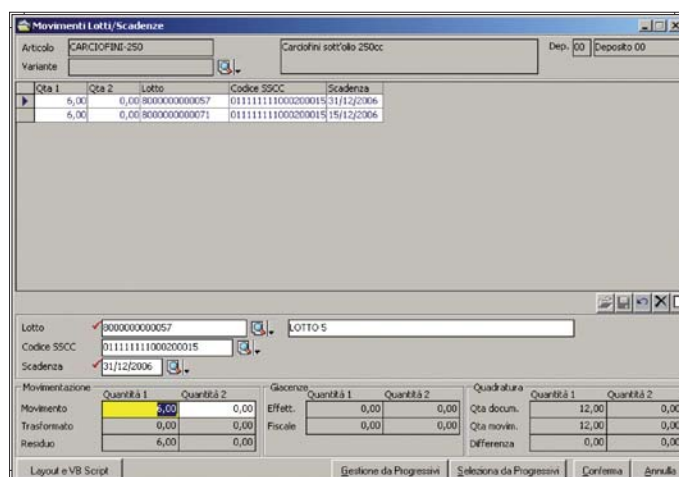 Movimenti Lotti/Scadenze
Articolo CARCIOFINI-250 Carciofini sott'olio 250cc Dep. 00 Deposito 00
Variante
Qta 1 Qta 2 Lotto Codice SSCC Scadenza
6,00 0,00 8000000000057 011111111000200015 31/12/2006
6,00 0,00 8000000000071 011111111000200015 15/12/2006
Lotto 8000000000057 LOTTO 5
Codice SSCC 011111111000200015
Scadenza 31/12/2006
Movimentazione Quantità 1 Quantità 2 Giacenze Quantità 1 Quantità 2 Quadratura Quantità 1 Quantità 2
Movimento 6,00 0,00 Effett. 0,00 0,00 Qta docum. 12,00 0,00
Trasformato 0,00 0,00 Fiscale 0,00 0,00 Qta movim. 12,00 0,00
Residuo 6,00 0,00 Differenza 0,00 0,00
Layout e VB Script Gestione da Progressivi Seleziona da Progressivi Conferma Annulla